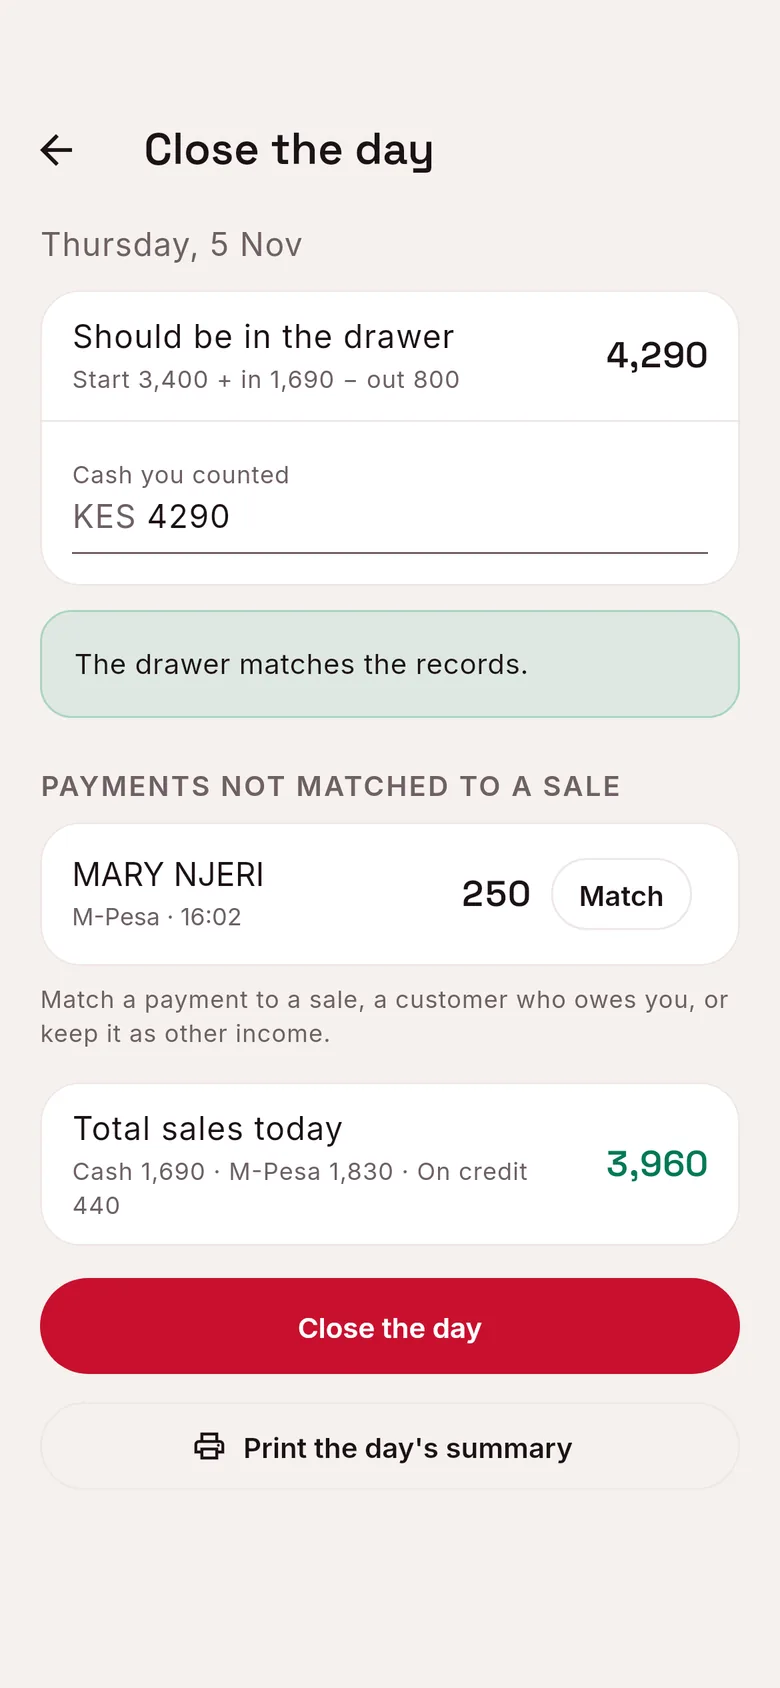 Close the day
Thursday, 5 Nov
Should be in the drawer
Start 3,400 + in 1,690 − out 800
4,290
Cash you counted
KES 4290
The drawer matches the records.
PAYMENTS NOT MATCHED TO A SALE
MARY NJERI
M-Pesa · 16:02
250
Match
Match a payment to a sale, a customer who owes you, or
keep it as other income.
Total sales today
Cash 1,690 · M-Pesa 1,830 · On credit
440
3,960
Close the day
Print the day's summary